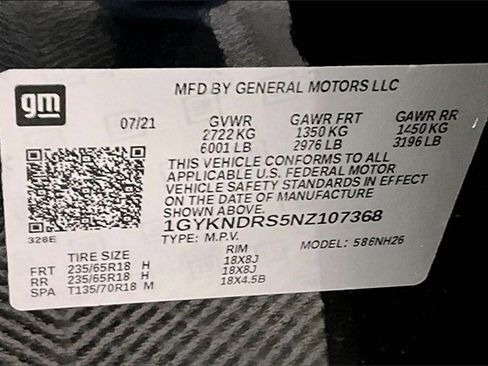 gm
MFD BY GENERAL MOTORS LLC
07/21 GVWR GAWR FRT GAWR RR
2722 KG 1350 KG 1450 KG
6001 LB 2976 LB 3196 LB
THIS VEHICLE CONFORMS TO ALL
APPLICABLE U.S. FEDERAL MOTOR
VEHICLE SAFETY STANDARDS IN EFFECT
ON THE DATE OF MANUFACTURE
SHOWN ABOVE.
1GYKNDRS5NZ107368
328E
TYPE: M.P.V. MODEL: 586NH26
TIRE SIZE RIM
FRT 235/65R18 H 18X8J
RR 235/65R18 H 18X8J
SPA T135/70R18 M 18X4.5B